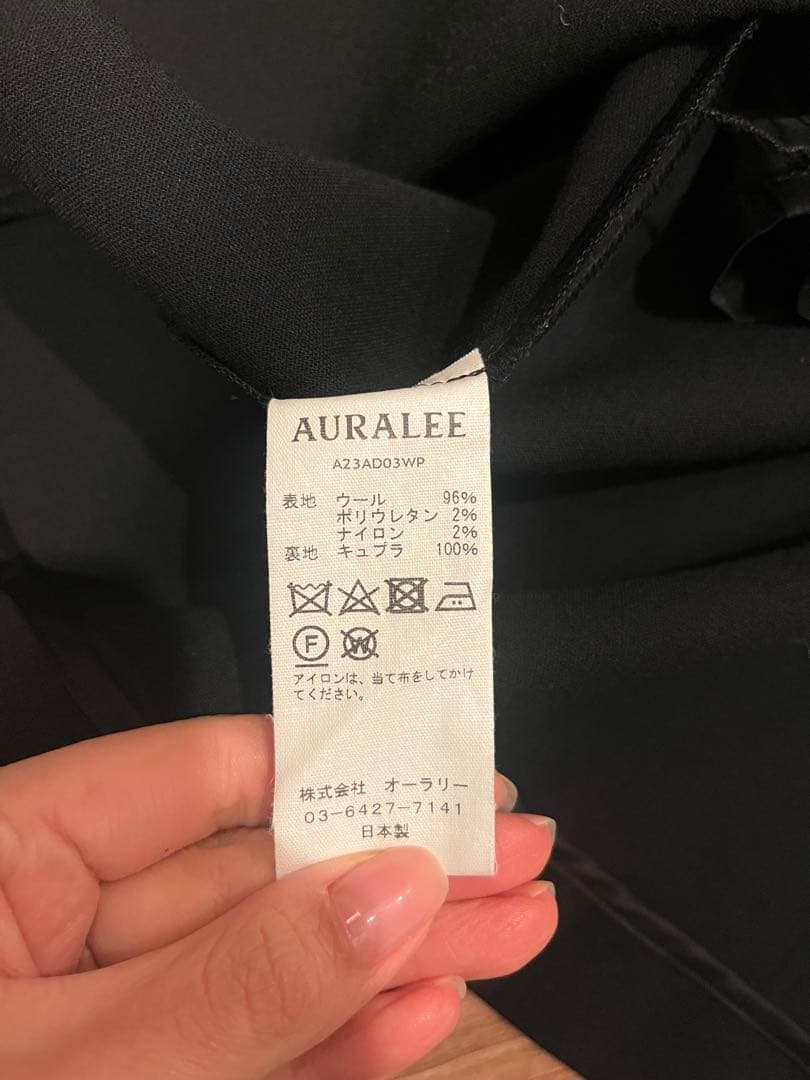 AURALEE
A23AD03WP
表地 ウール 96%
ポリウレタン 2%
ナイロン 2%
裏地 キュプラ 100%
F W
アイロンは、当て布をしてかけ
てください。
株式会社 オーラリー
03-6427-7141
日本製